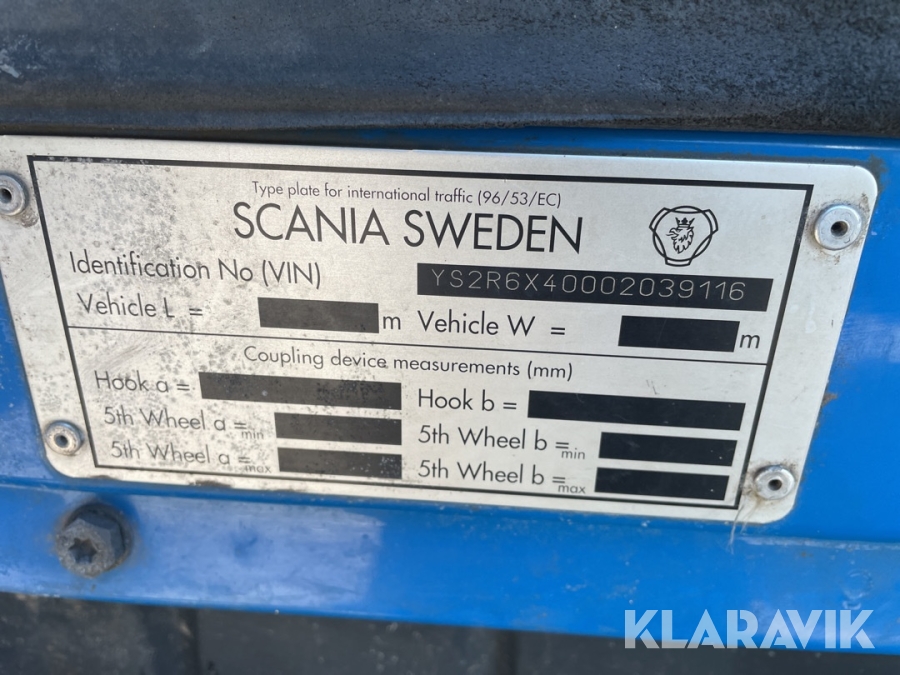 Type plate for international traffic (96/53/EC)
SCANIA SWEDEN
Identification No (VIN) YS2R6X40002039116
Vehicle L = m Vehicle W = m
Coupling device measurements (mm)
Hook a = Hook b =
5th Wheel a = min 5th Wheel b = min
5th Wheel a = max 5th Wheel b = max
KLARAVIK